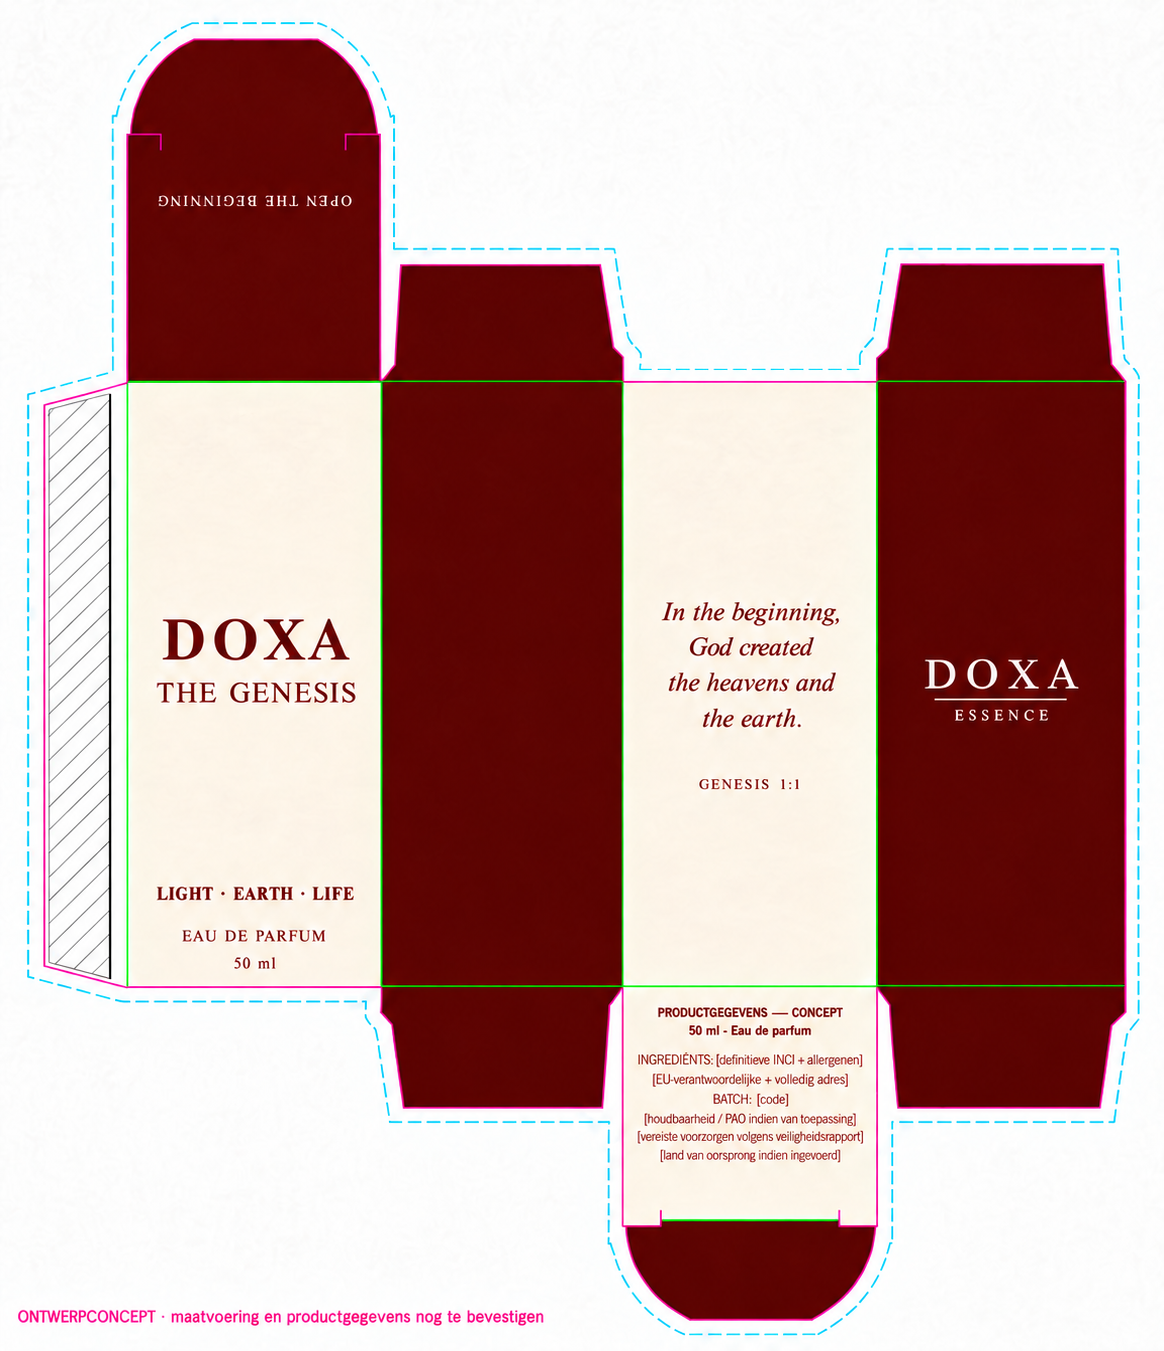 OPEN THE BEGINNING
DOXA
THE GENESIS
LIGHT · EARTH · LIFE
EAU DE PARFUM
50 ml
In the beginning,
God created
the heavens and
the earth.
GENESIS 1:1
DOXA
ESSENCE
PRODUCTGEGEVENS — CONCEPT
50 ml - Eau de parfum
INGREDIËNTS: [definitieve INCI + allergenen]
[EU-verantwoordelijke + volledig adres]
BATCH: [code]
[houdbaarheid / PAO indien van toepassing]
[vereiste voorzorgen volgens veiligheidsrapport]
[land van oorsprong indien ingevoerd]
ONTWERPCONCEPT · maatvoering en productgegevens nog te bevestigen